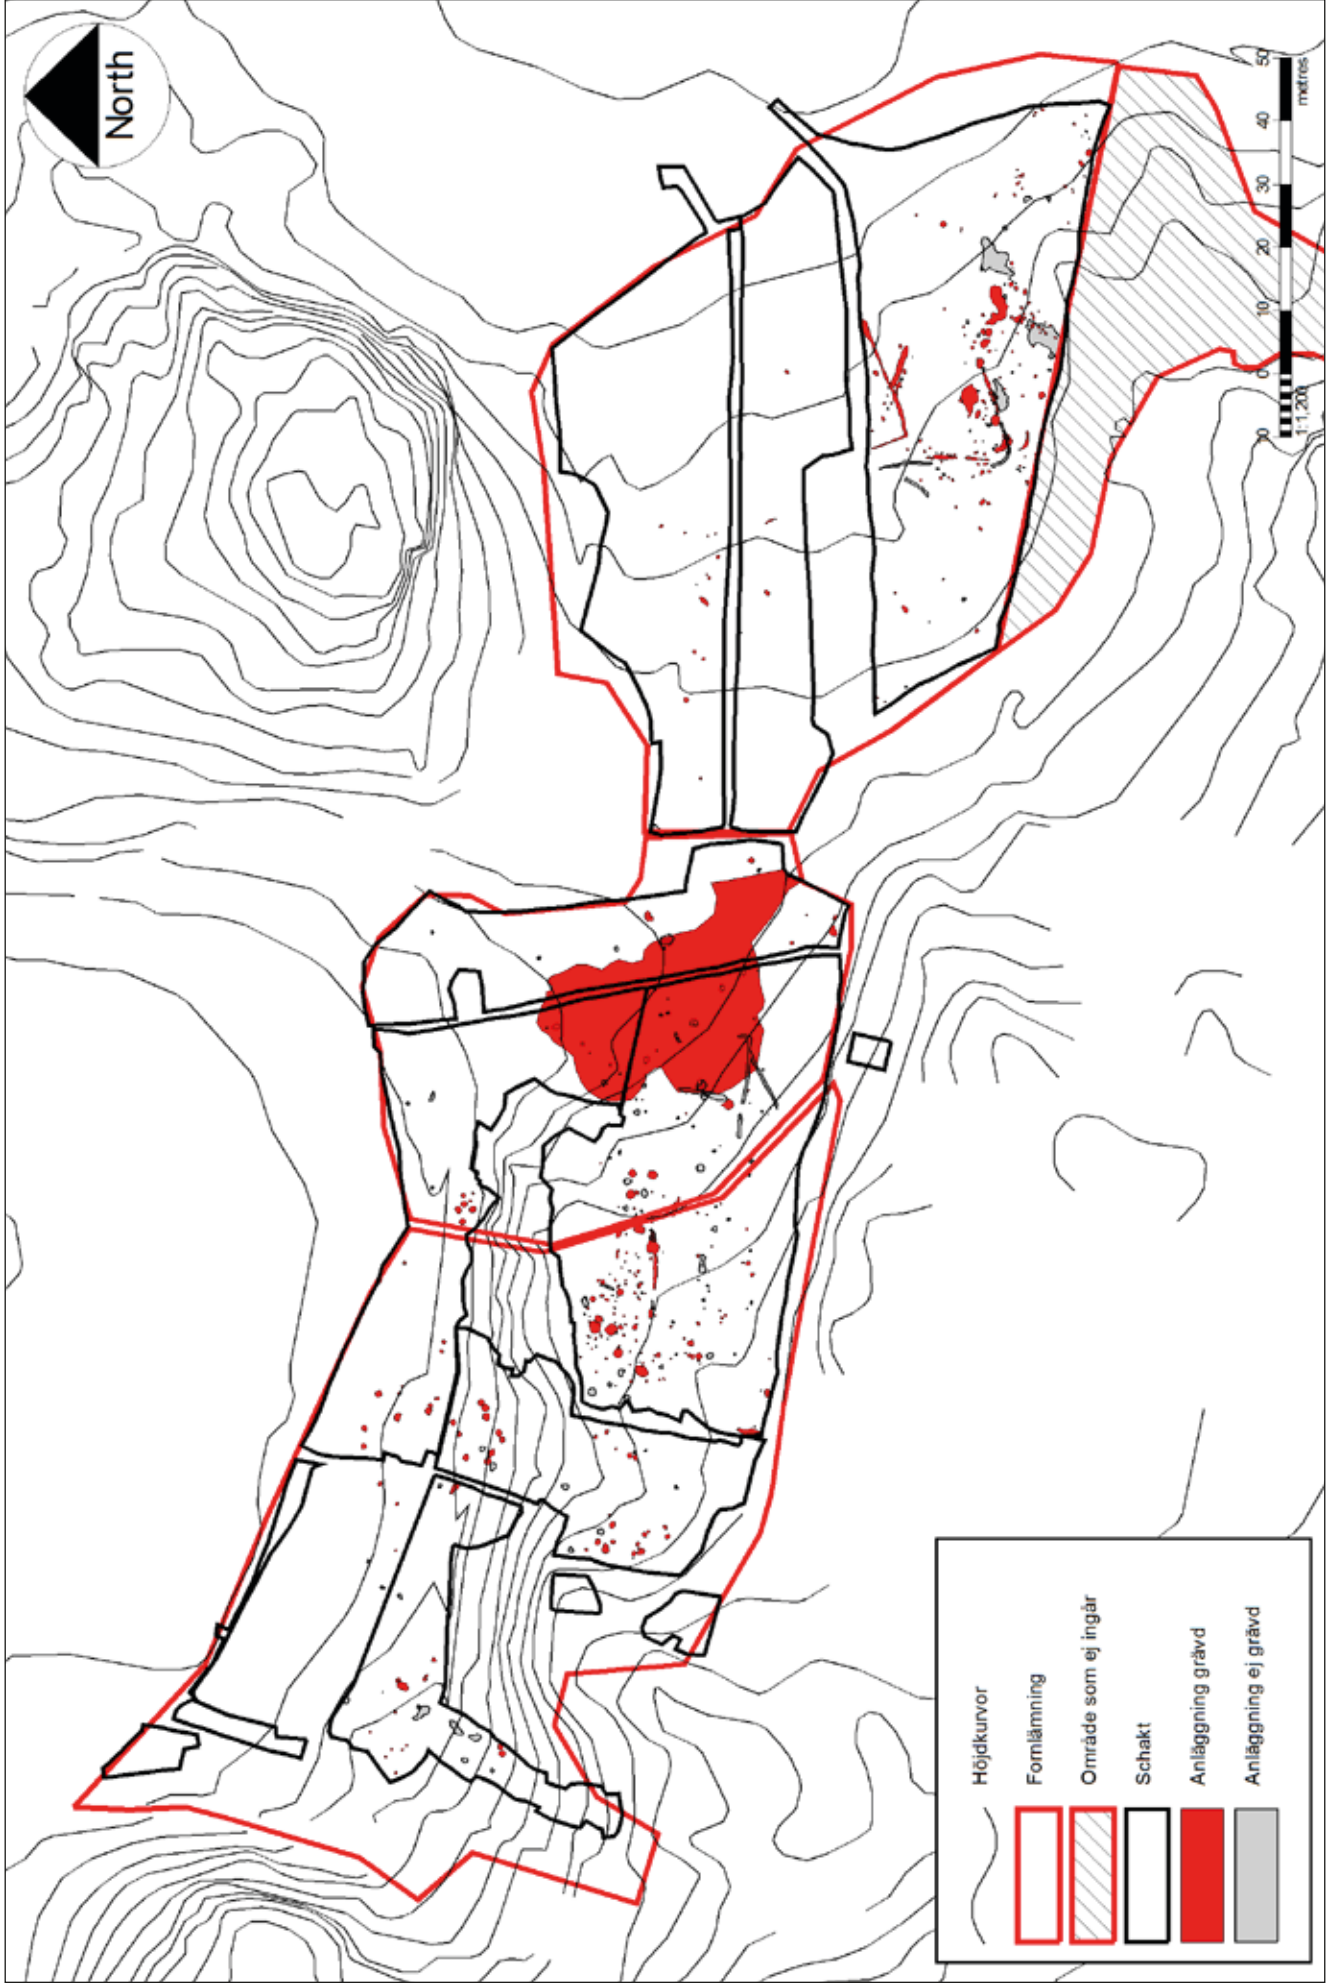 North
Höjdkurvor
Fornlämning
Område som ej ingår
Schakt
Anläggning grävd
Anläggning ej grävd
10 0 10 20 30 40 50
1:1,200 metres